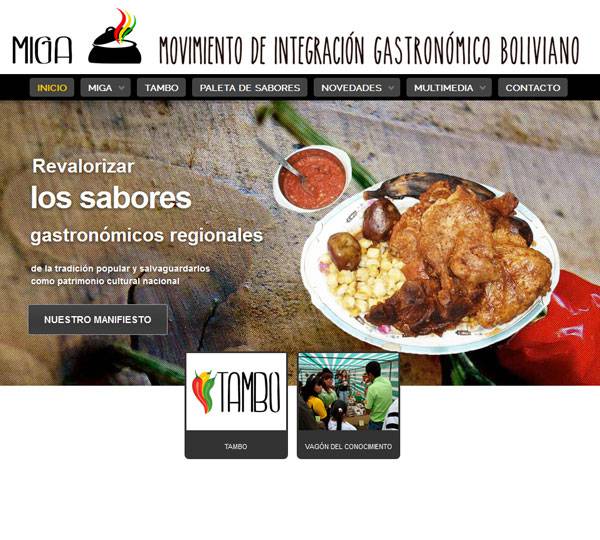 MIGA
MOVIMIENTO DE INTEGRACIÓN GASTRONÓMICO BOLIVIANO
INICIO MIGA TAMBO PALETA DE SABORES NOVEDADES MULTIMEDIA CONTACTO
Revalorizar
los sabores
gastronómicos regionales
de la tradición popular y salvaguardarlos
como patrimonio cultural nacional
NUESTRO MANIFIESTO
TAMBO
TAMBO
VAGÓN DEL CONOCIMIENTO